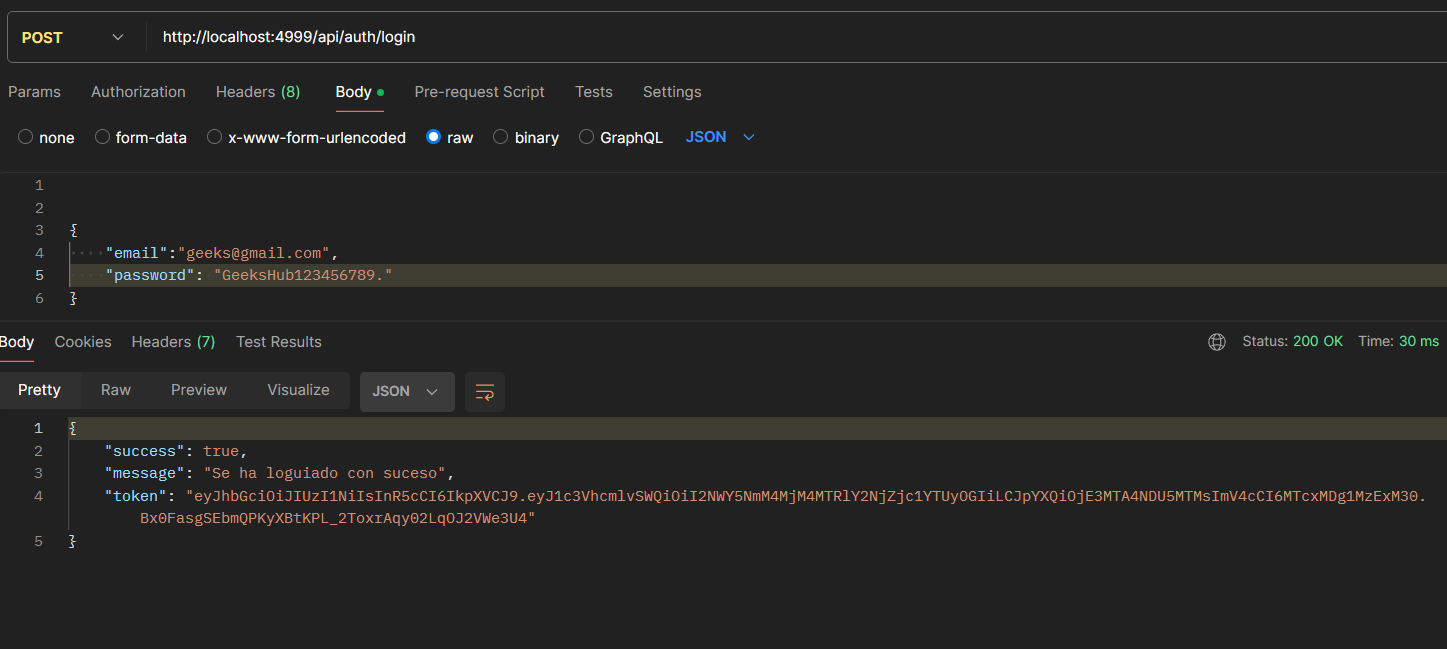 POST http://localhost:4999/api/auth/login
Params Authorization Headers (8) Body Pre-request Script Tests Settings
none form-data x-www-form-urlencoded raw binary GraphQL JSON
1
2
3 {
4 "email":"geeks@gmail.com",
5 "password": "GeeksHub123456789."
6 }
Body Cookies Headers (7) Test Results Status: 200 OK Time: 30 ms
Pretty Raw Preview Visualize JSON
1 {
2 "success": true,
3 "message": "Se ha loguiado con suceso",
4 "token": "eyJhbGciOiJIUzI1NiIsInR5cCI6IkpXVCJ9.eyJ1c3VhcmlvSWQiOiI2NWY5NmM4MjM4MTRlY2NjZjc1YTUyOGIiLCJpYXQiOjE3MTA4NDU5MTMsImV4cCI6MTcxMDg1MzExM30.
Bx0FasgSEbmQPKyXBtKPL_2ToxrAqy02LqOJ2VWe3U4"
5 }